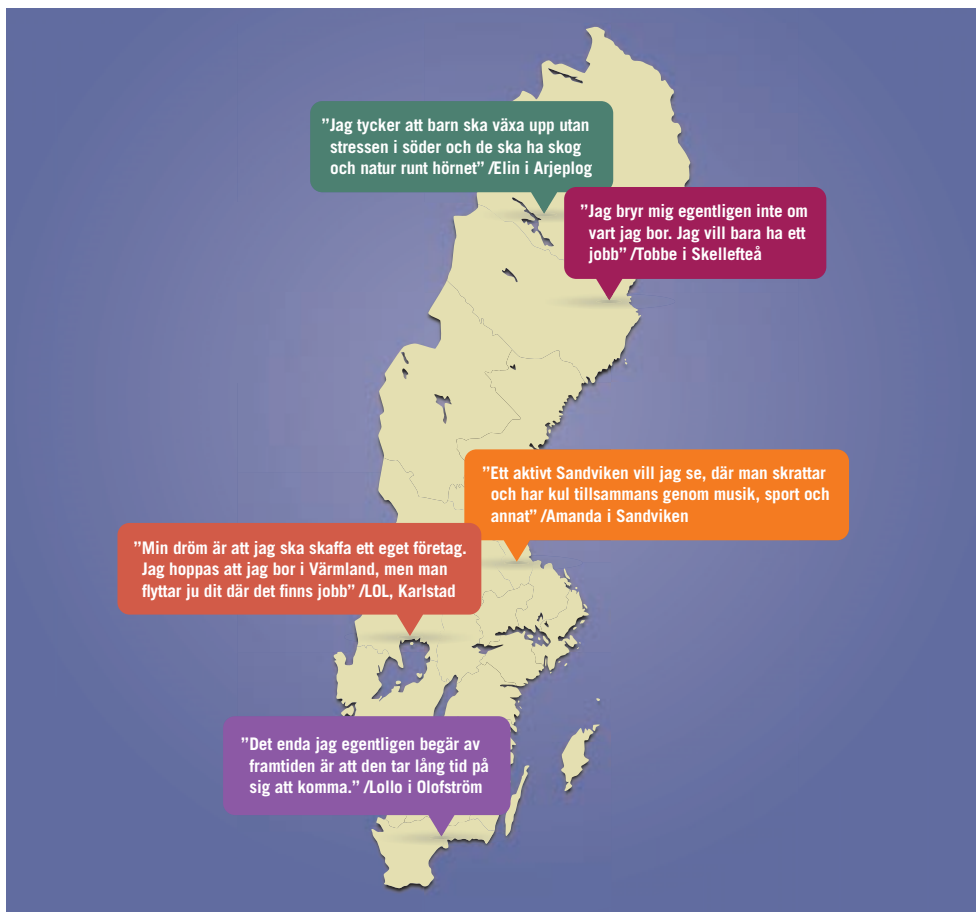 ”Jag tycker att barn ska växa upp utan
stressen i söder och de ska ha skog
och natur runt hörnet” /Elin i Arjeplog
”Jag bryr mig egentligen inte om
vart jag bor. Jag vill bara ha ett
jobb” /Tobbe i Skellefteå
”Ett aktivt Sandviken vill jag se, där man skrattar
och har kul tillsammans genom musik, sport och
annat” /Amanda i Sandviken
”Min dröm är att jag ska skaffa ett eget företag.
Jag hoppas att jag bor i Värmland, men man
flyttar ju dit där det finns jobb” /LOL, Karlstad
”Det enda jag egentligen begär av
framtiden är att den tar lång tid på
sig att komma.” /Lollo i Olofström